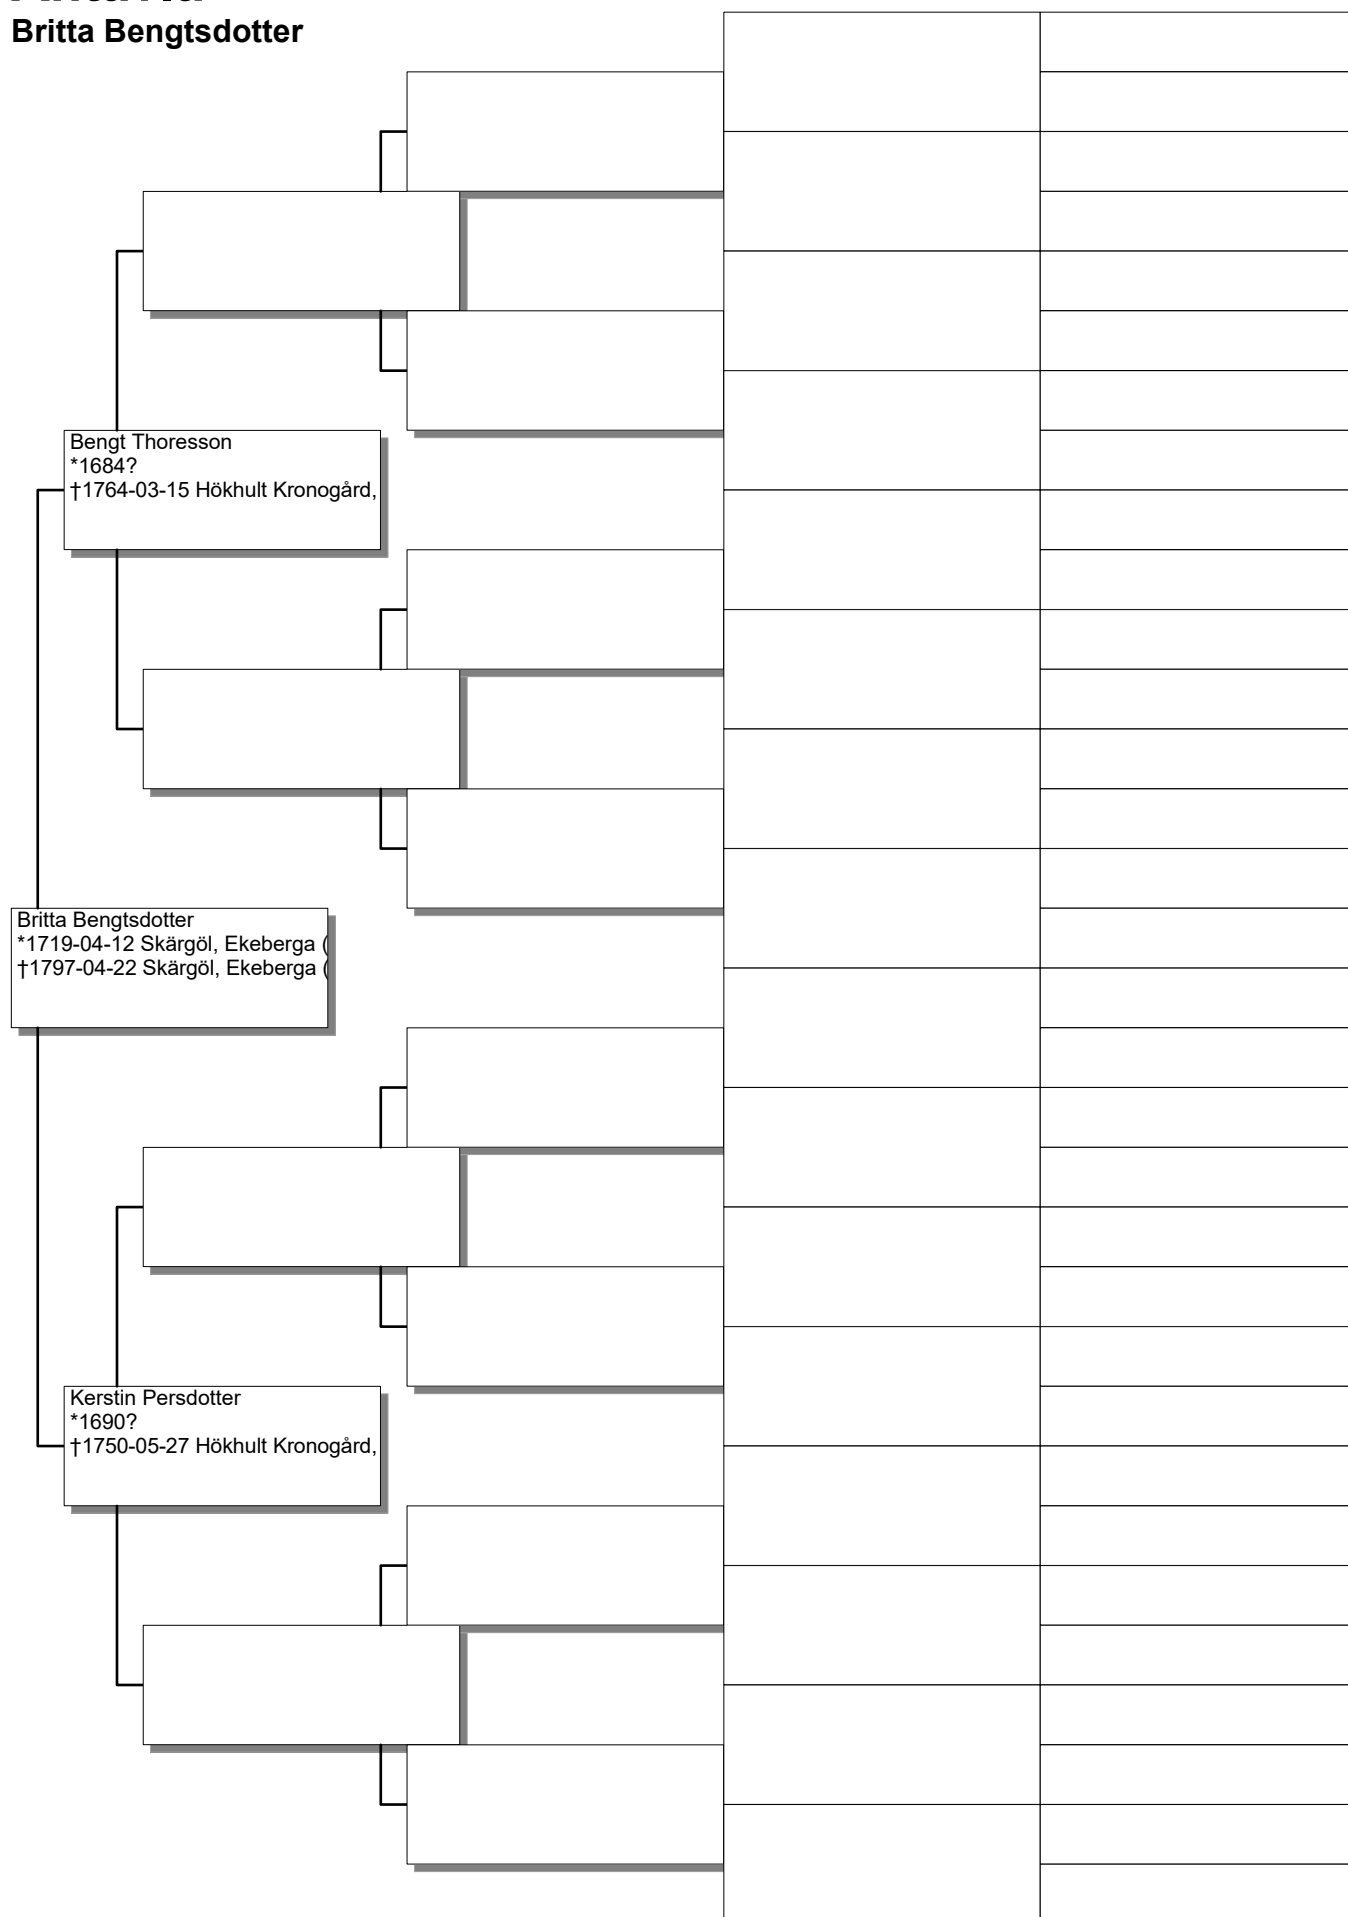 Britta Bengtsdotter
Bengt Thoresson
*1684?
†1764-03-15 Hökhult Kronogård,
Britta Bengtsdotter
*1719-04-12 Skärgöl, Ekeberga (
†1797-04-22 Skärgöl, Ekeberga (
Kerstin Persdotter
*1690?
†1750-05-27 Hökhult Kronogård,